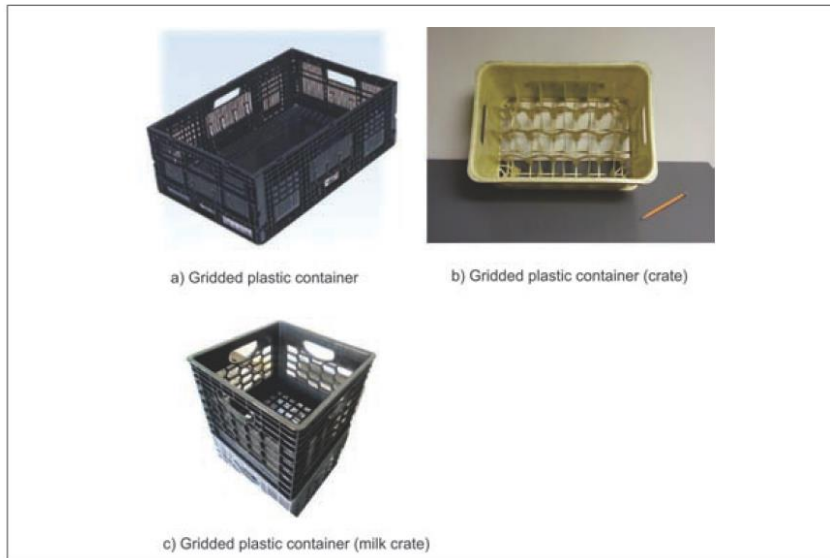 a) Gridded plastic container
b) Gridded plastic container (crate)
c) Gridded plastic container (milk crate)